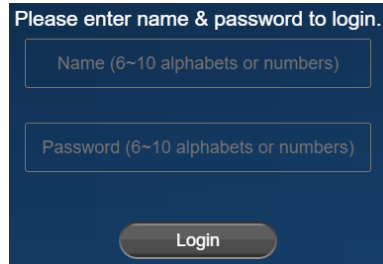 Please enter name & password to login.
Name (6~10 alphabets or numbers)
Password (6~10 alphabets or numbers)
Login